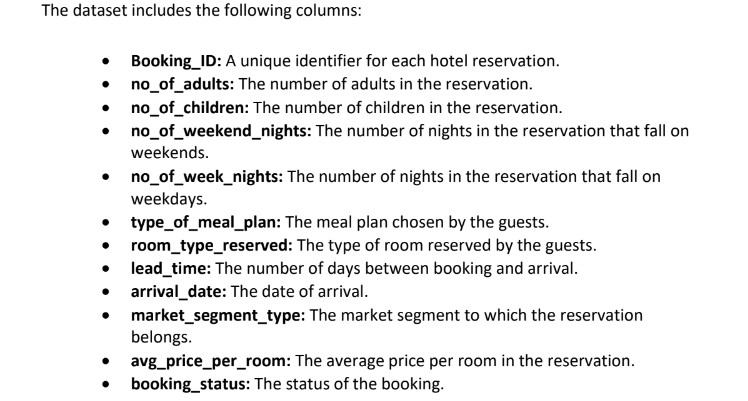 The dataset includes the following columns:
• Booking_ID: A unique identifier for each hotel reservation.
• no_of_adults: The number of adults in the reservation.
• no_of_children: The number of children in the reservation.
• no_of_weekend_nights: The number of nights in the reservation that fall on
weekends.
• no_of_week_nights: The number of nights in the reservation that fall on
weekdays.
• type_of_meal_plan: The meal plan chosen by the guests.
• room_type_reserved: The type of room reserved by the guests.
• lead_time: The number of days between booking and arrival.
• arrival_date: The date of arrival.
• market_segment_type: The market segment to which the reservation
belongs.
• avg_price_per_room: The average price per room in the reservation.
• booking_status: The status of the booking.